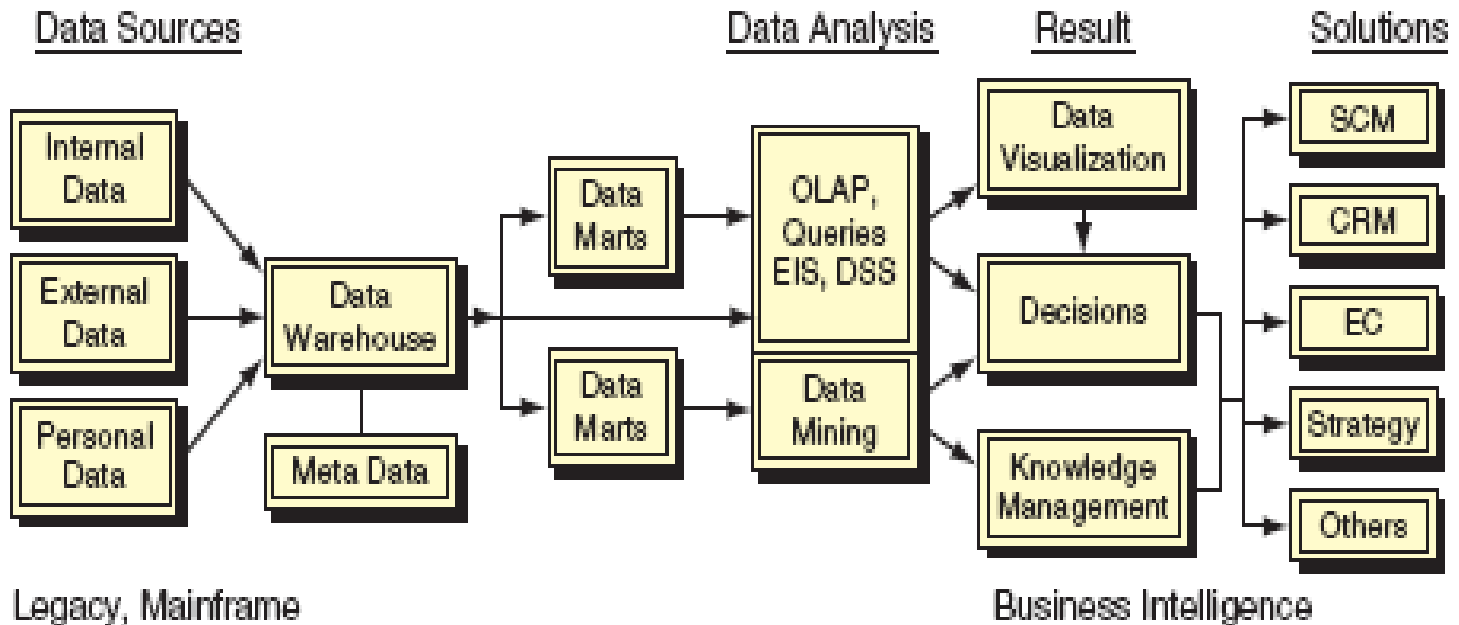 Data Sources
Data Analysis
Result
Solutions
Internal
Data
External
Data
Personal
Data
Data
Warehouse
Meta Data
Data
Marts
Data
Marts
OLAP,
Queries
EIS, DSS
Data
Mining
Data
Visualization
Decisions
Knowledge
Management
SCM
CRM
EC
Strategy
Others
Legacy, Mainframe
Business Intelligence